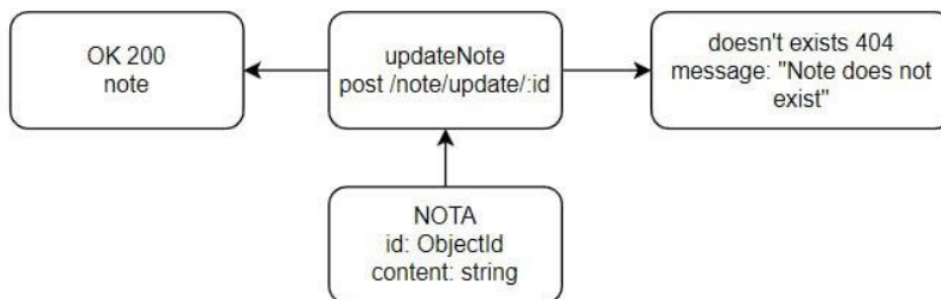 OK 200
note
updateNote
post /note/update/:id
doesn't exists 404
message: "Note does not
exist"
NOTA
id: ObjectId
content: string